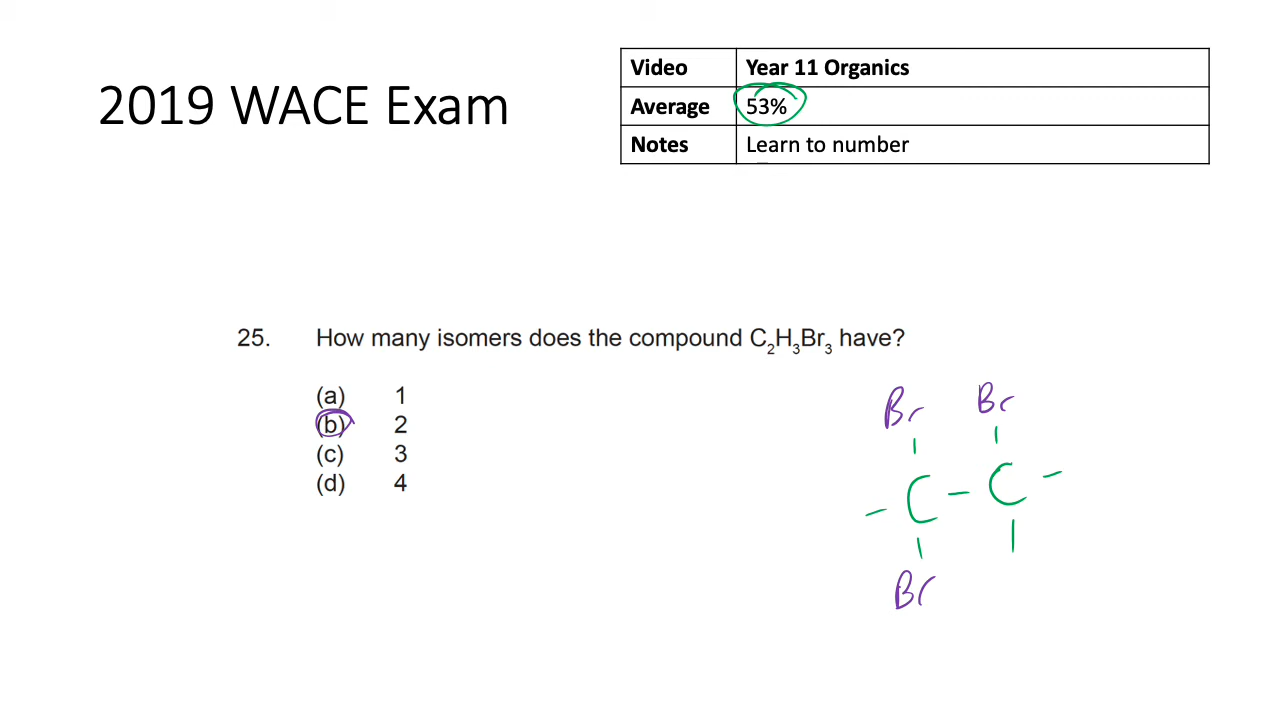 2019 WACE Exam
Video Year 11 Organics
Average 53%
Notes Learn to number
25. How many isomers does the compound C₂H₃Br₃ have?
(a) 1
(b) 2
(c) 3
(d) 4
Br Br
C - C
Br